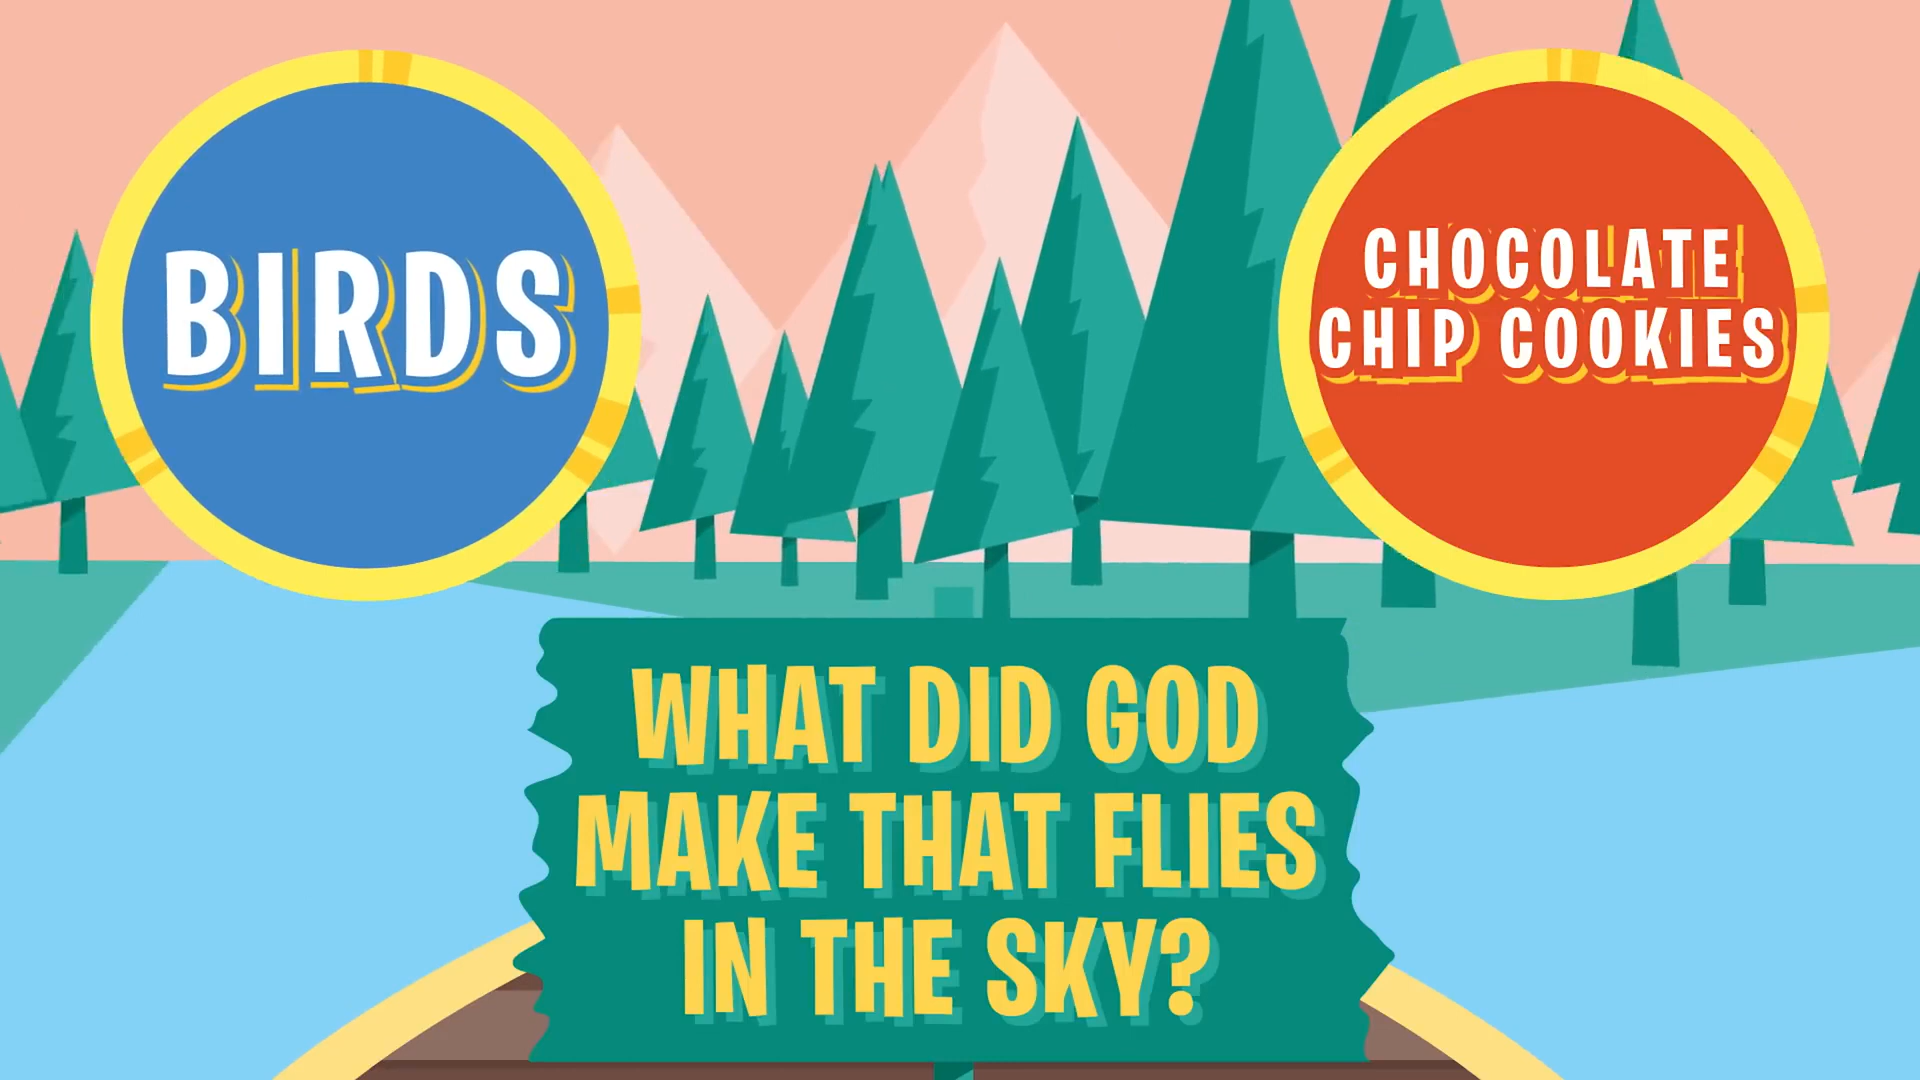 BIRDS
CHOCOLATE
CHIP COOKIES
WHAT DID GOD
MAKE THAT FLIES
IN THE SKY?